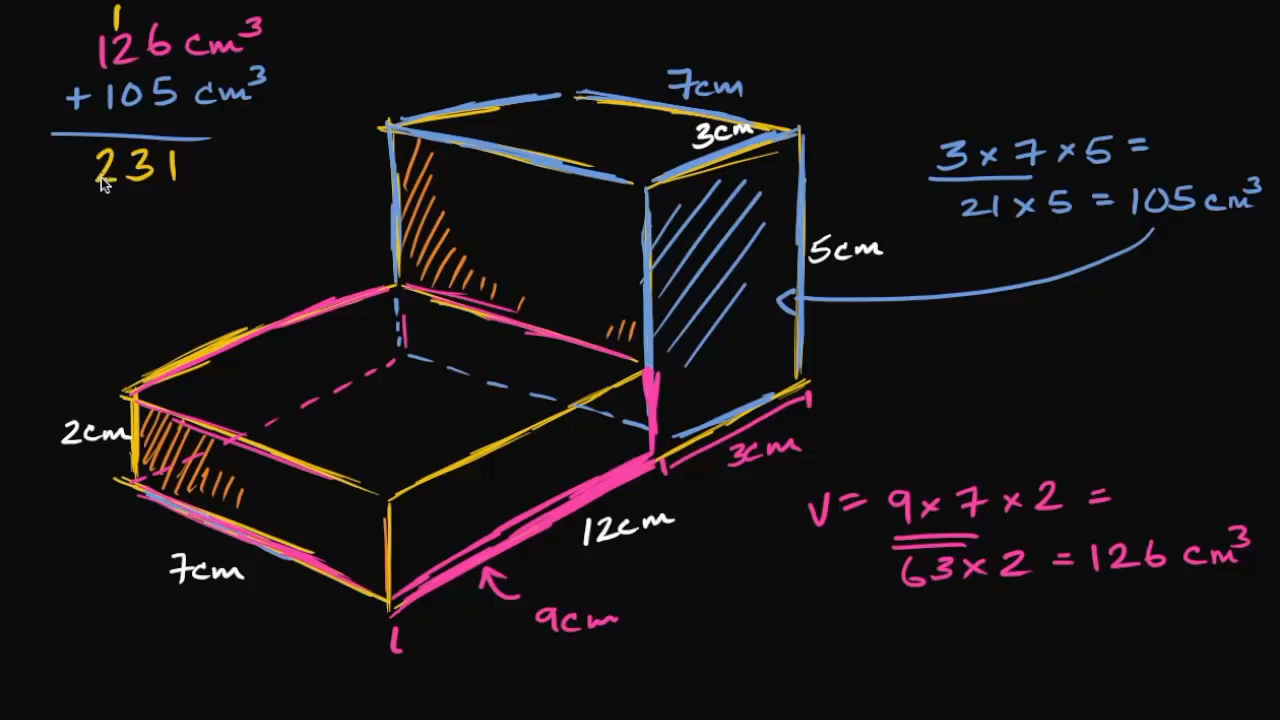 126 cm³
+ 105 cm³
231
1
7cm
3cm
5cm
3 × 7 × 5 =
21 × 5 = 105 cm³
2cm
7cm
12cm
3cm
9cm
V = 9 × 7 × 2 =
63 × 2 = 126 cm³